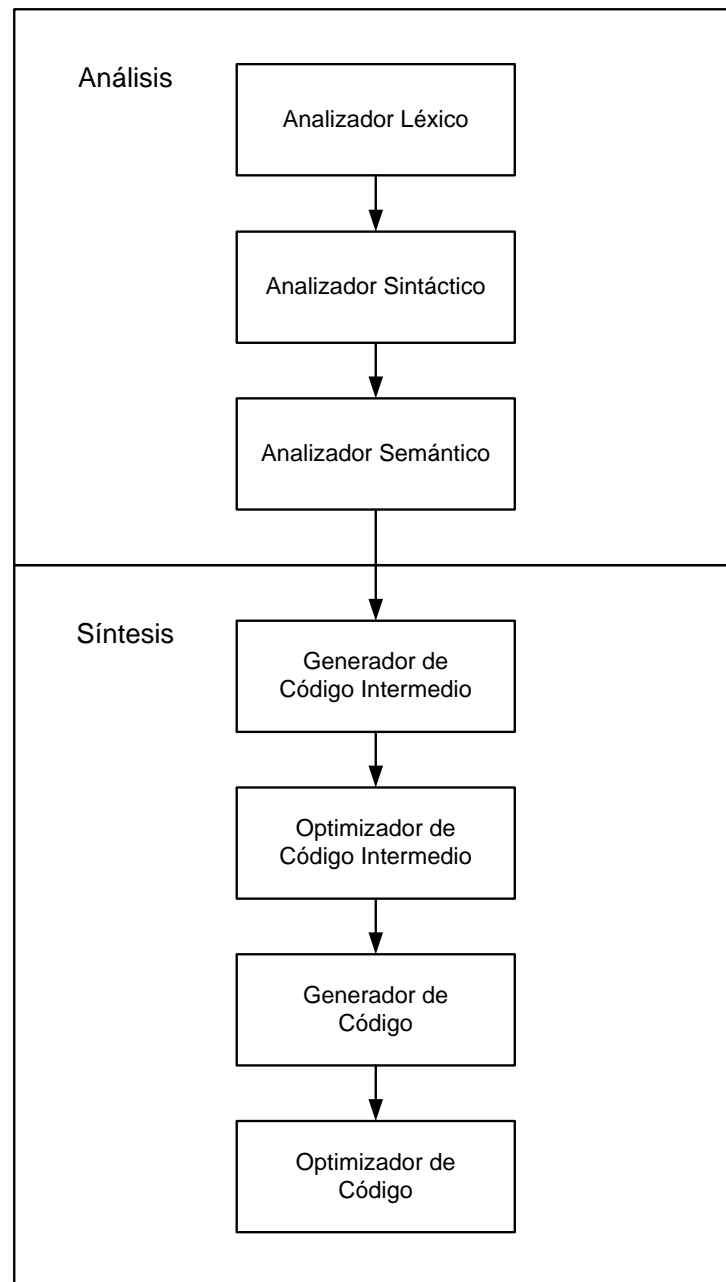 Análisis
Analizador Léxico
Analizador Sintáctico
Analizador Semántico
Síntesis
Generador de
Código Intermedio
Optimizador de
Código Intermedio
Generador de
Código
Optimizador de
Código